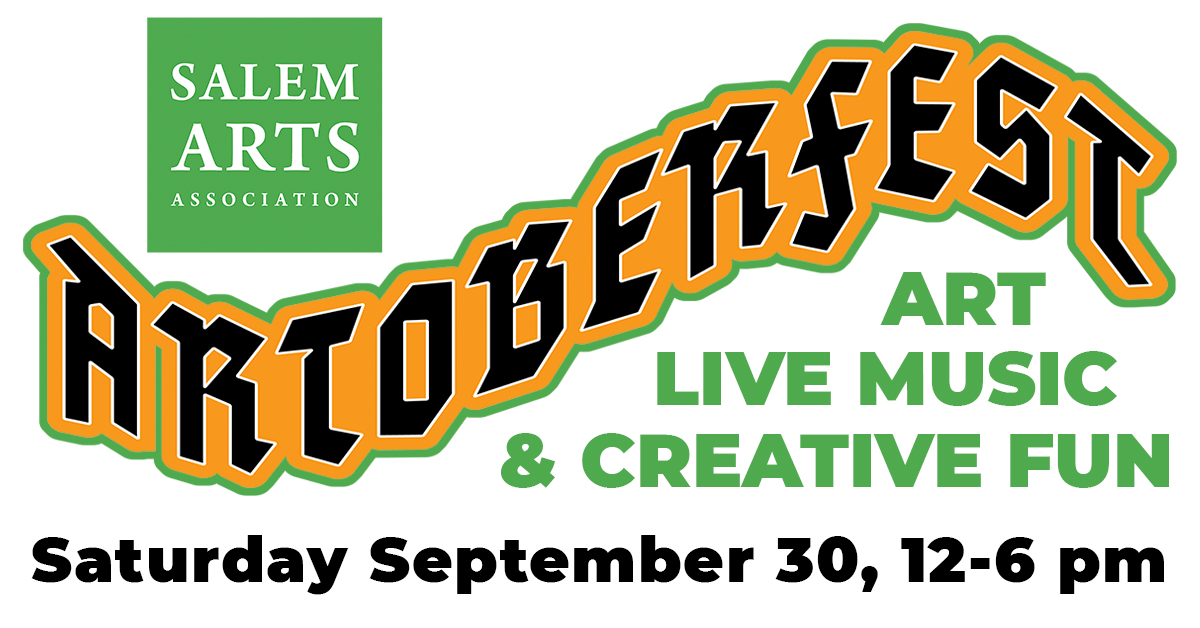 SALEM
ARTS
ASSOCIATION
ARTOBERFEST
ART
LIVE MUSIC
& CREATIVE FUN
Saturday September 30, 12-6 pm